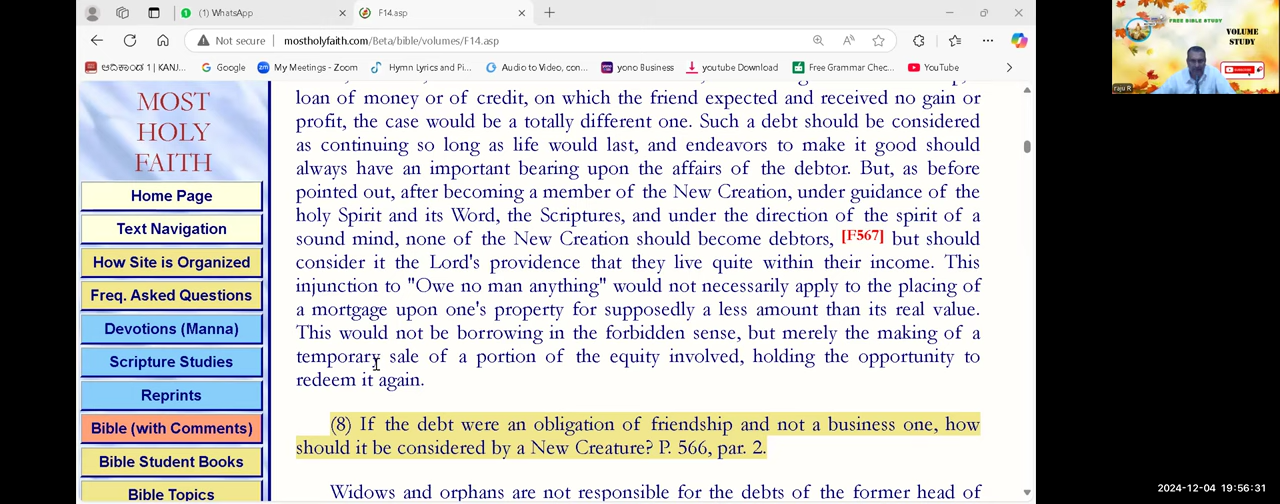 (1) WhatsApp
F14.asp
Not secure
mostholyfaith.com/Beta/bible/volumes/F14.asp
ಆದಿಕಾಂಡ 1 | KANJ...
Google
My Meetings - Zoom
Hymn Lyrics and Pi...
Audio to Video, con...
yono Business
youtube Download
Free Grammar Chec...
YouTube
MOST
HOLY
FAITH
Home Page
Text Navigation
How Site is Organized
Freq. Asked Questions
Devotions (Manna)
Scripture Studies
Reprints
Bible (with Comments)
Bible Student Books
Bible Topics
loan of money or of credit, on which the friend expected and received no gain or
profit, the case would be a totally different one. Such a debt should be considered
as continuing so long as life would last, and endeavors to make it good should
always have an important bearing upon the affairs of the debtor. But, as before
pointed out, after becoming a member of the New Creation, under guidance of the
holy Spirit and its Word, the Scriptures, and under the direction of the spirit of a
sound mind, none of the New Creation should become debtors, [F567] but should
consider it the Lord's providence that they live quite within their income. This
injunction to "Owe no man anything" would not necessarily apply to the placing of
a mortgage upon one's property for supposedly a less amount than its real value.
This would not be borrowing in the forbidden sense, but merely the making of a
temporary sale of a portion of the equity involved, holding the opportunity to
redeem it again.
(8) If the debt were an obligation of friendship and not a business one, how
should it be considered by a New Creature? P. 566, par. 2.
Widows and orphans are not responsible for the debts of the former head of
FREE BIBLE STUDY
VOLUME
STUDY
raju R
2024-12-04 19:56:31